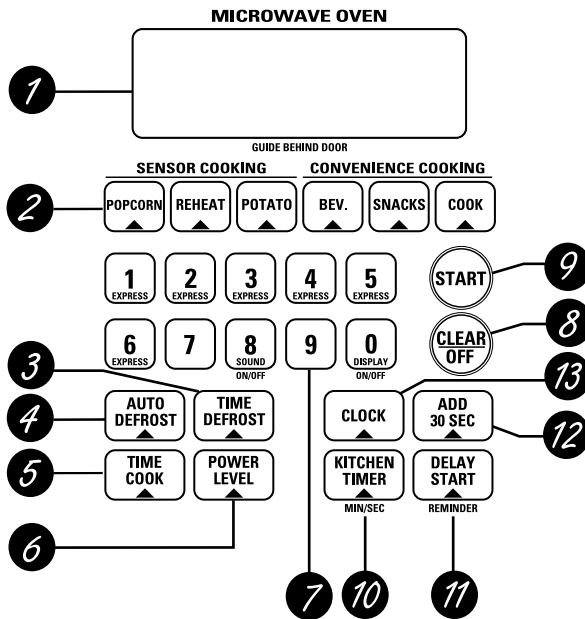 MICROWAVE OVEN
1
GUIDE BEHIND DOOR
SENSOR COOKING CONVENIENCE COOKING
2 POPCORN REHEAT POTATO BEV. SNACKS COOK
1 2 3 4 5
EXPRESS EXPRESS EXPRESS EXPRESS EXPRESS
START 9
6 7 8 9 0
EXPRESS SOUND DISPLAY
ON/OFF ON/OFF
CLEAR
OFF 8
3
13
4 AUTO
DEFROST
TIME
DEFROST
CLOCK
ADD
30 SEC
12
5 TIME
COOK
POWER
LEVEL
KITCHEN
TIMER
DELAY
START
MIN/SEC REMINDER
6
7 10 11